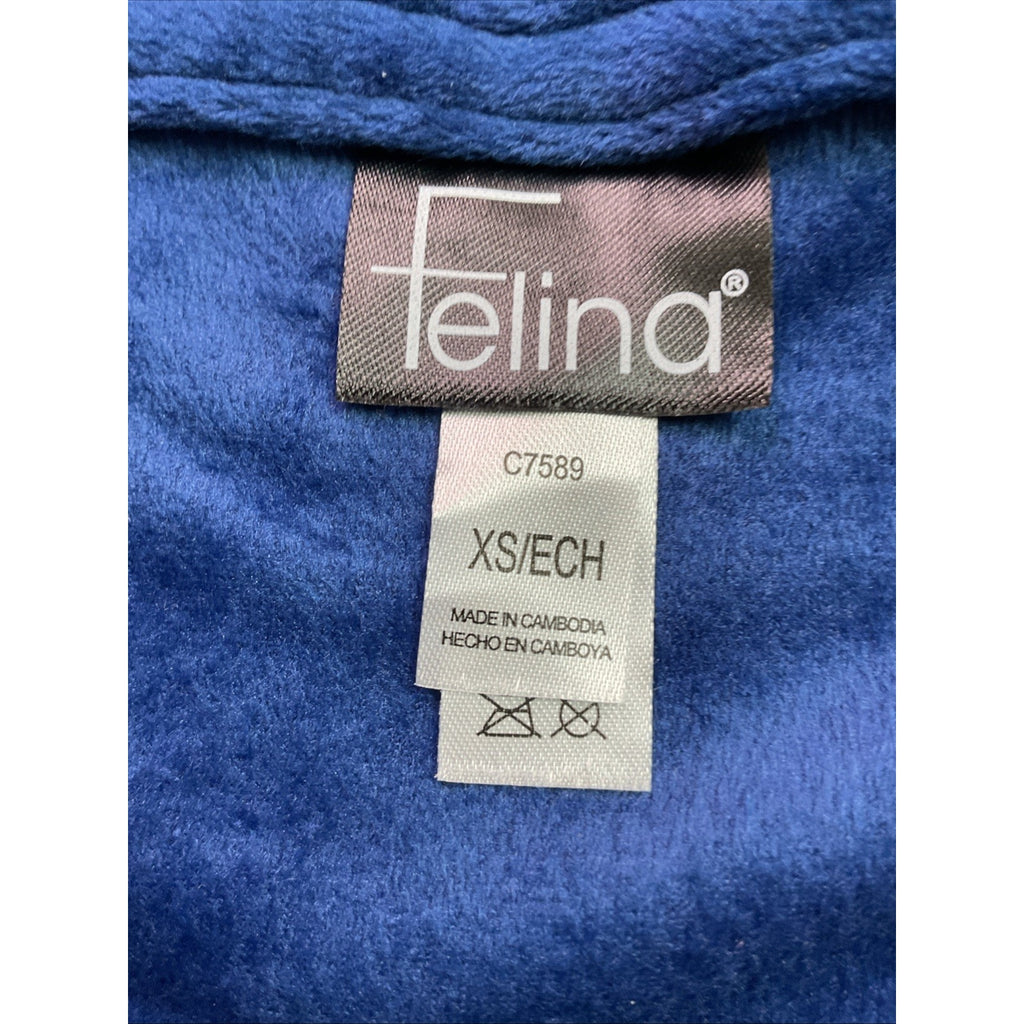 Felina®
C7589
XS/ECH
MADE IN CAMBODIA
HECHO EN CAMBOYA